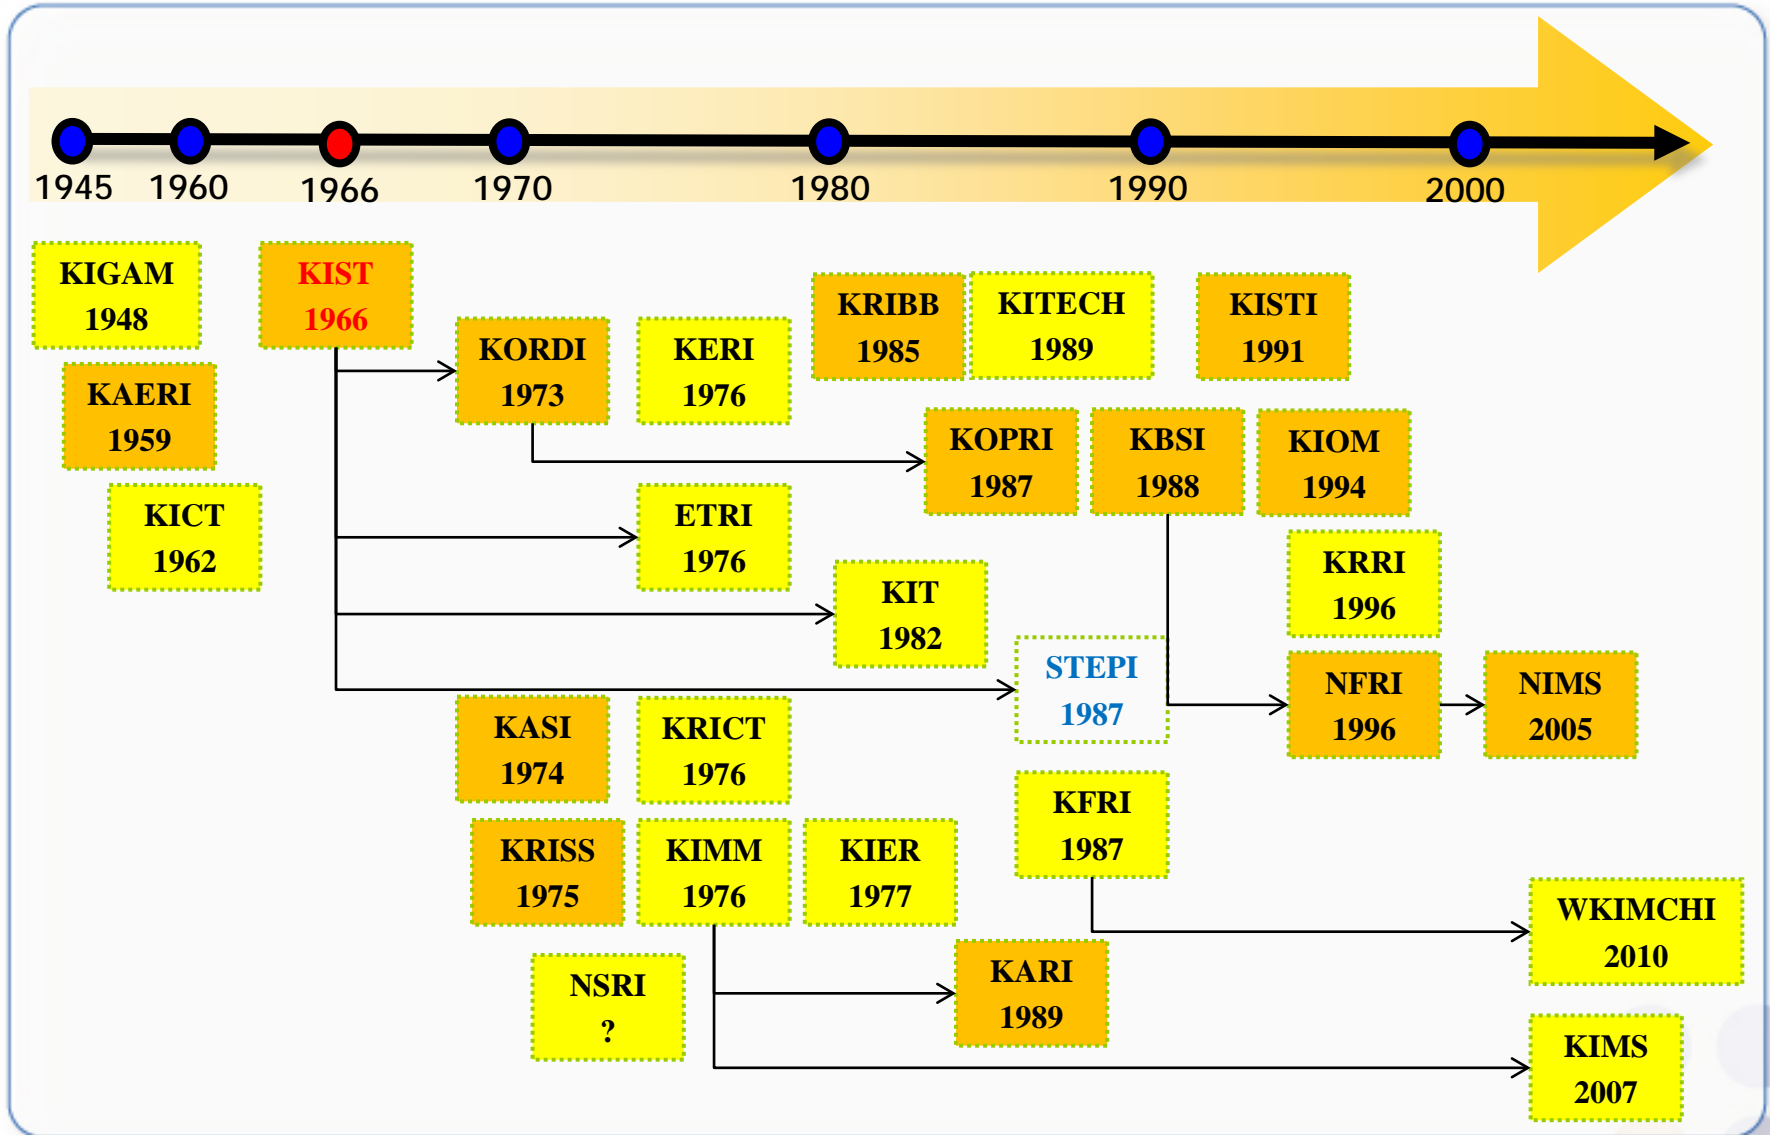 1945 1960 1966 1970 1980 1990 2000
KIGAM
1948
KIST
1966
KAERI
1959
KICT
1962
KORDI
1973
KERI
1976
KRIBB
1985
KITECH
1989
KISTI
1991
KOPRI
1987
KBSI
1988
KIOM
1994
ETRI
1976
KIT
1982
KRRI
1996
STEPI
1987
NFRI
1996
NIMS
2005
KASI
1974
KRICT
1976
KFRI
1987
KRISS
1975
KIMM
1976
KIER
1977
WKIMCHI
2010
NSRI
?
KARI
1989
KIMS
2007